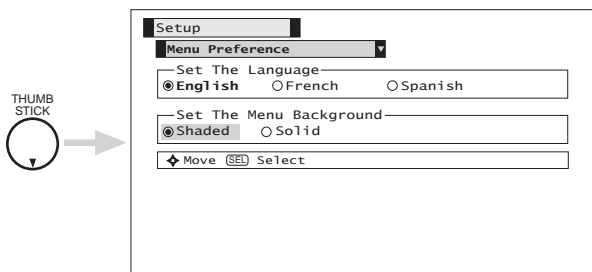 Setup
Menu Preference
Set The Language
English French Spanish
THUMB
STICK
Set The Menu Background
Shaded Solid
Move SEL Select